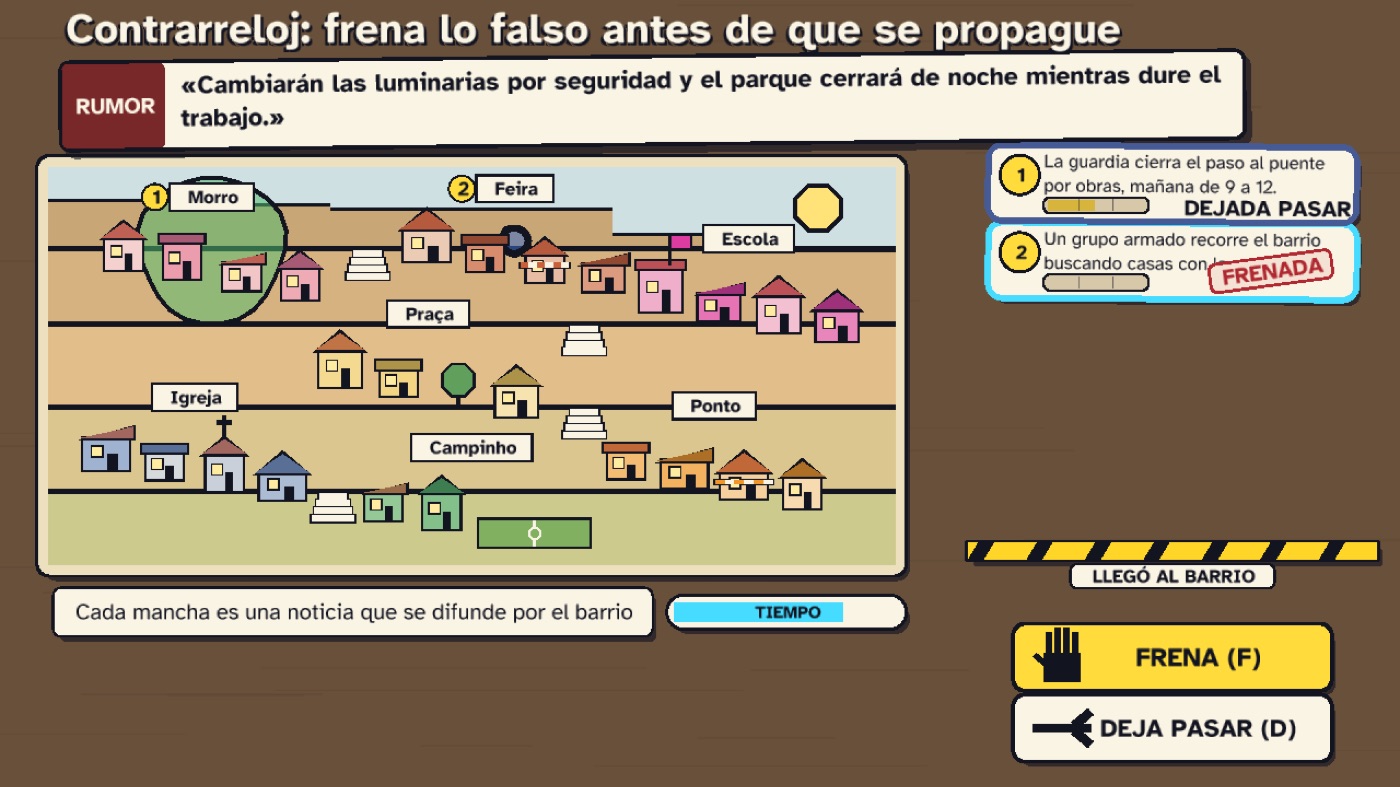 Contrarreloj: frena lo falso antes de que se propague
RUMOR
«Cambiarán las luminarias por seguridad y el parque cerrará de noche mientras dure el
trabajo.»
1
Morro
2
Feira
Escola
Praça
Igreja
Ponto
Campinho
1
La guardia cierra el paso al puente
por obras, mañana de 9 a 12.
DEJADA PASAR
2
Un grupo armado recorre el barrio
buscando casas con
FRENADA
LLEGÓ AL BARRIO
Cada mancha es una noticia que se difunde por el barrio
TIEMPO
FRENA (F)
DEJA PASAR (D)